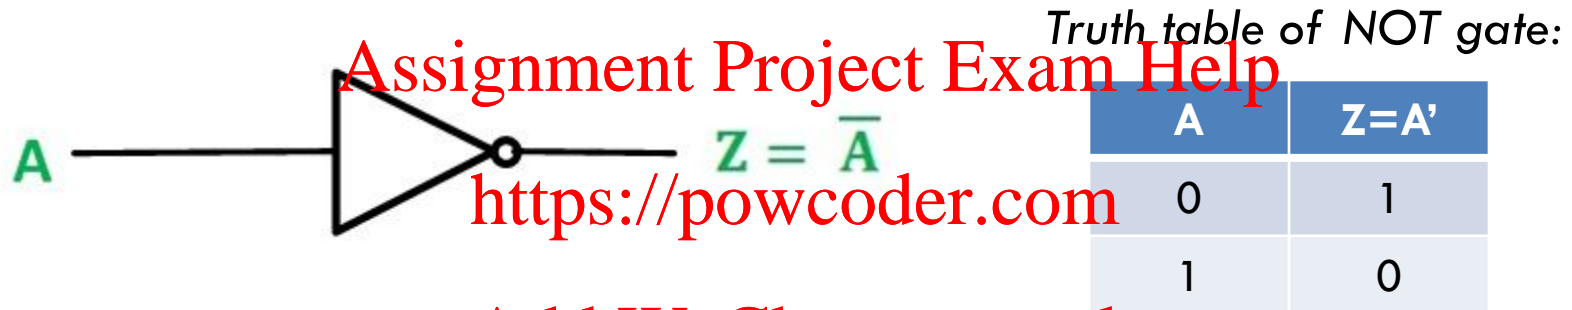 Truth table of NOT gate:
Assignment Project Exam Help
A Z=A’
A Z = A̅
https://powcoder.com
0 1
1 0